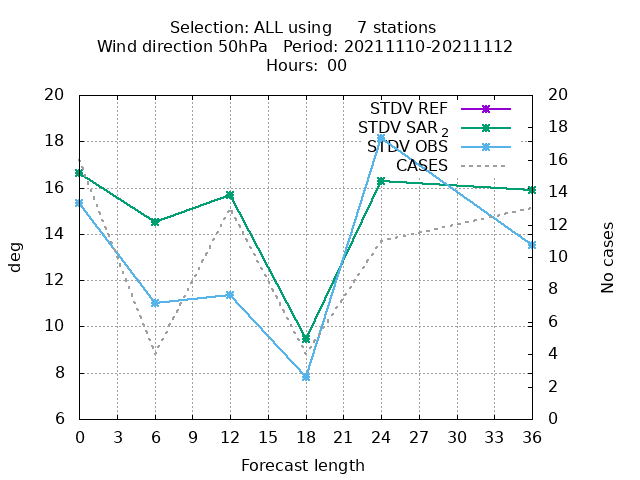 Selection: ALL using 7 stations
Wind direction 50hPa Period: 20211110-20211112
Hours: 00
20
18
16
14
12
10
8
6
deg
STDV REF
STDV SAR 2
STDV OBS
CASES
20
18
16
14
12
10
8
6
4
2
0
No cases
0 3 6 9 12 15 18 21 24 27 30 33 36
Forecast length